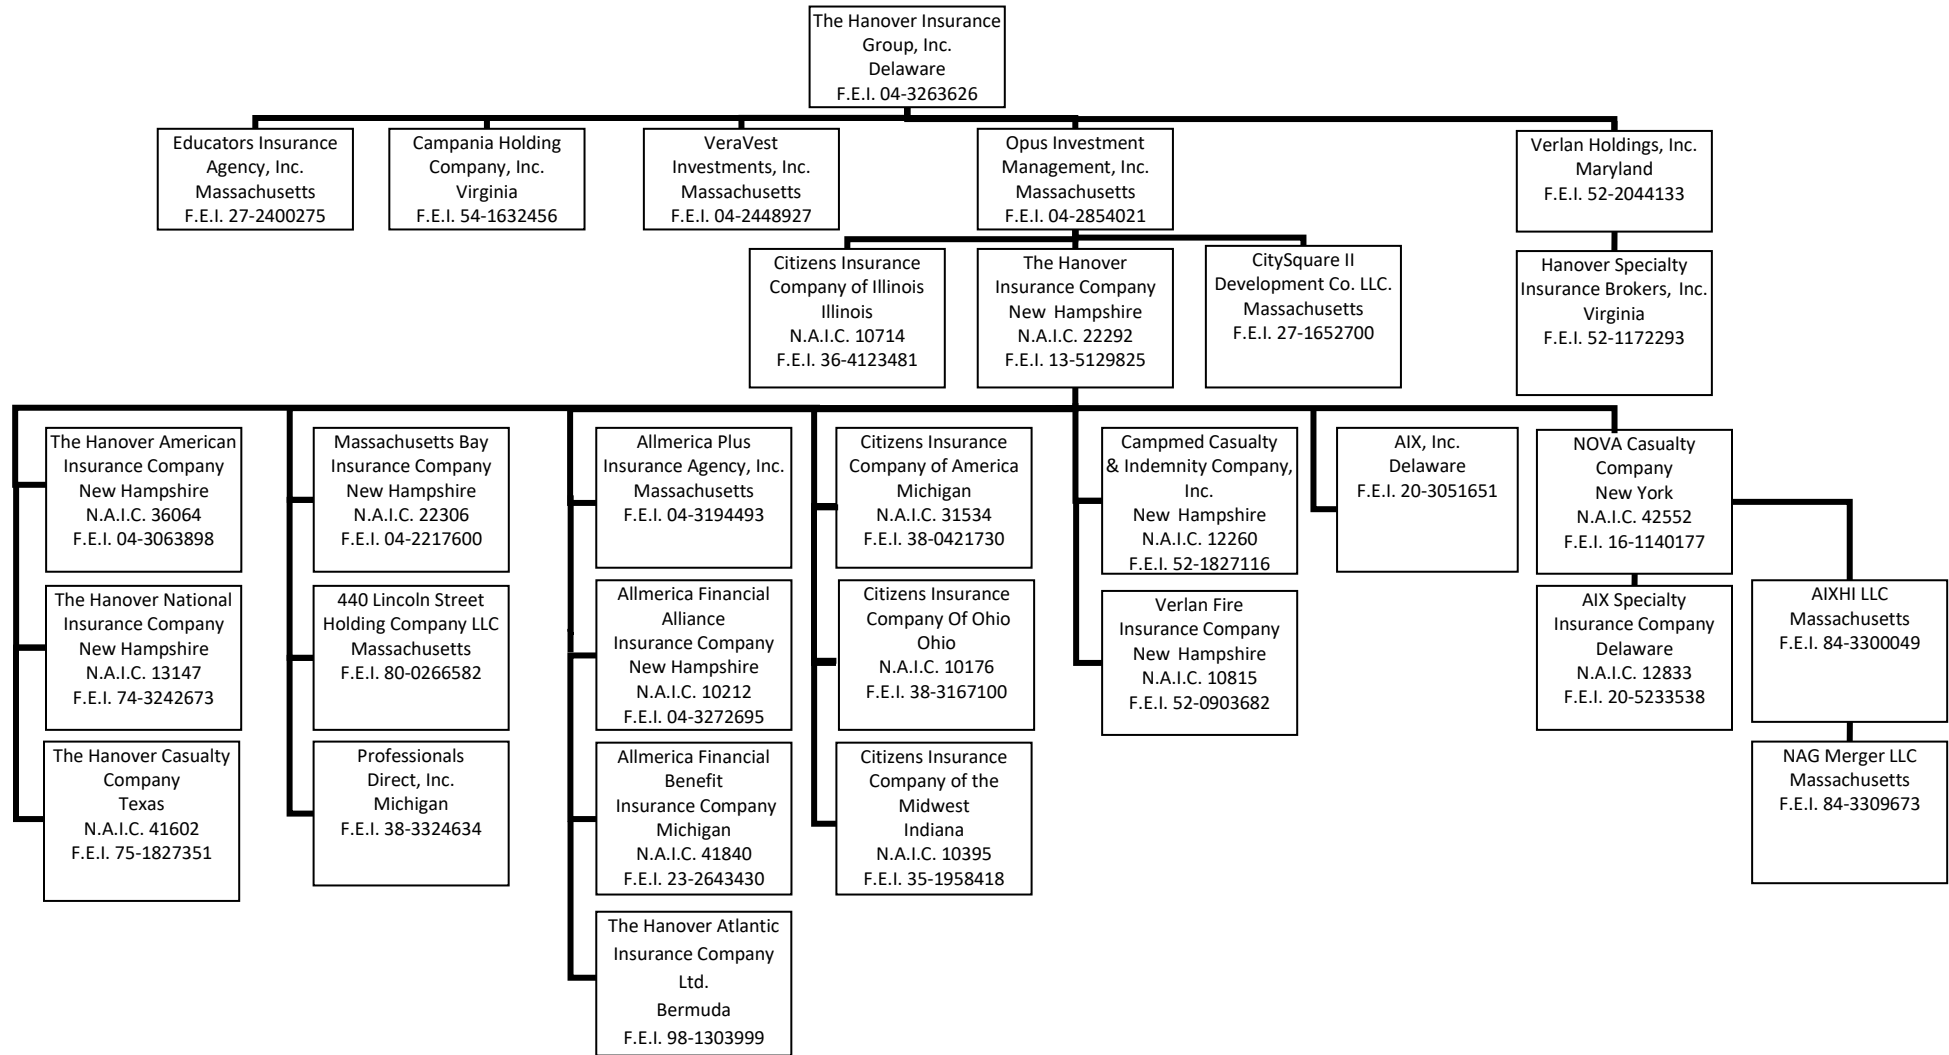 The Hanover Insurance
Group, Inc.
Delaware
F.E.I. 04-3263626
Educators Insurance
Agency, Inc.
Massachusetts
F.E.I. 27-2400275
Campania Holding
Company, Inc.
Virginia
F.E.I. 54-1632456
VeraVest
Investments, Inc.
Massachusetts
F.E.I. 04-2448927
Opus Investment
Management, Inc.
Massachusetts
F.E.I. 04-2854021
Verlan Holdings, Inc.
Maryland
F.E.I. 52-2044133
Citizens Insurance
Company of Illinois
Illinois
N.A.I.C. 10714
F.E.I. 36-4123481
The Hanover
Insurance Company
New Hampshire
N.A.I.C. 22292
F.E.I. 13-5129825
CitySquare II
Development Co. LLC.
Massachusetts
F.E.I. 27-1652700
Hanover Specialty
Insurance Brokers, Inc.
Virginia
F.E.I. 52-1172293
The Hanover American
Insurance Company
New Hampshire
N.A.I.C. 36064
F.E.I. 04-3063898
Massachusetts Bay
Insurance Company
New Hampshire
N.A.I.C. 22306
F.E.I. 04-2217600
Allmerica Plus
Insurance Agency, Inc.
Massachusetts
F.E.I. 04-3194493
Citizens Insurance
Company of America
Michigan
N.A.I.C. 31534
F.E.I. 38-0421730
Campmed Casualty
& Indemnity Company,
Inc.
New Hampshire
N.A.I.C. 12260
F.E.I. 52-1827116
AIX, Inc.
Delaware
F.E.I. 20-3051651
NOVA Casualty
Company
New York
N.A.I.C. 42552
F.E.I. 16-1140177
The Hanover National
Insurance Company
New Hampshire
N.A.I.C. 13147
F.E.I. 74-3242673
440 Lincoln Street
Holding Company LLC
Massachusetts
F.E.I. 80-0266582
Allmerica Financial
Alliance
Insurance Company
New Hampshire
N.A.I.C. 10212
F.E.I. 04-3272695
Citizens Insurance
Company Of Ohio
Ohio
N.A.I.C. 10176
F.E.I. 38-3167100
Verlan Fire
Insurance Company
New Hampshire
N.A.I.C. 10815
F.E.I. 52-0903682
AIX Specialty
Insurance Company
Delaware
N.A.I.C. 12833
F.E.I. 20-5233538
AIXHI LLC
Massachusetts
F.E.I. 84-3300049
The Hanover Casualty
Company
Texas
N.A.I.C. 41602
F.E.I. 75-1827351
Professionals
Direct, Inc.
Michigan
F.E.I. 38-3324634
Allmerica Financial
Benefit
Insurance Company
Michigan
N.A.I.C. 41840
F.E.I. 23-2643430
Citizens Insurance
Company of the
Midwest
Indiana
N.A.I.C. 10395
F.E.I. 35-1958418
NAG Merger LLC
Massachusetts
F.E.I. 84-3309673
The Hanover Atlantic
Insurance Company
Ltd.
Bermuda
F.E.I. 98-1303999